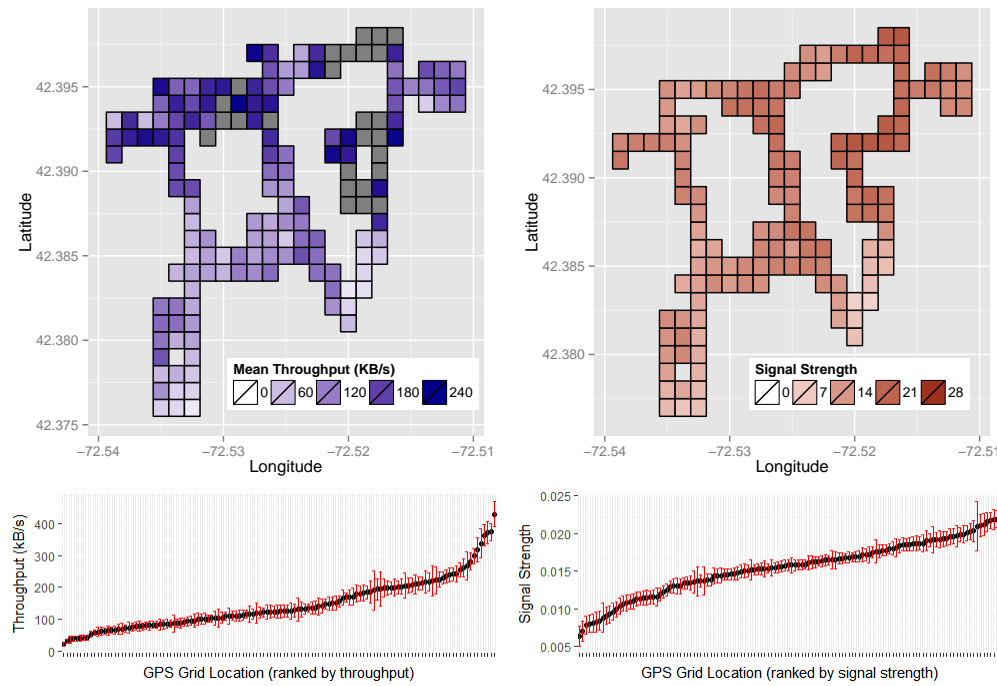 42.395
42.390
42.385
42.380
42.375
Latitude
Mean Throughput (KB/s)
0 60 120 180 240
−72.54 −72.53 −72.52 −72.51
Longitude
42.395
42.390
42.385
42.380
Latitude
Signal Strength
0 7 14 21 28
−72.54 −72.53 −72.52 −72.51
Longitude
400
300
200
100
0
Throughput (kB/s)
GPS Grid Location (ranked by throughput)
0.025
0.020
0.015
0.010
0.005
Signal Strength
GPS Grid Location (ranked by signal strength)